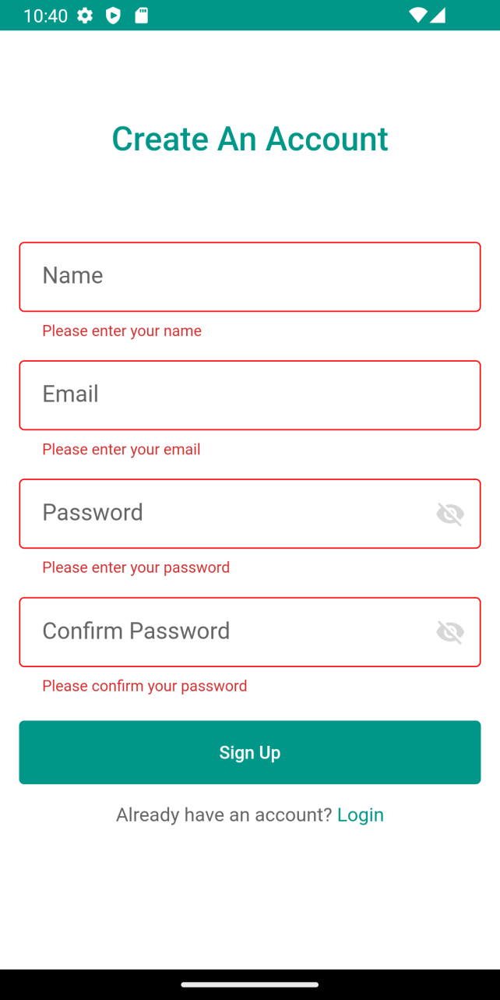 10:40
Create An Account
Name
Please enter your name
Email
Please enter your email
Password
Please enter your password
Confirm Password
Please confirm your password
Sign Up
Already have an account? Login